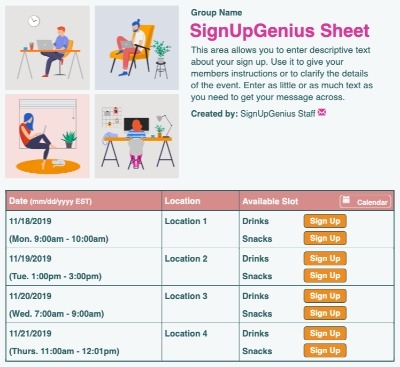 Group Name
SignUpGenius Sheet
This area allows you to enter descriptive text
about your sign up. Use it to give your
members instructions or to clarify the details
of the event. Enter as little or as much text as
you need to get your message across.
Created by: SignUpGenius Staff
Date (mm/dd/yyyy EST) Location Available Slot Calendar
11/18/2019 Location 1 Drinks Sign Up
(Mon. 9:00am - 10:00am) Snacks Sign Up
11/19/2019 Location 2 Drinks Sign Up
(Tue. 1:00pm - 3:00pm) Snacks Sign Up
11/20/2019 Location 3 Drinks Sign Up
(Wed. 7:00am - 9:00am) Snacks Sign Up
11/21/2019 Location 4 Drinks Sign Up
(Thurs. 11:00am - 12:01pm) Snacks Sign Up